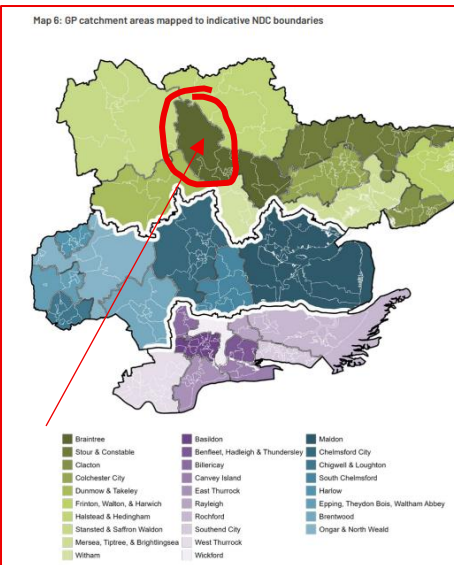 Map 6: GP catchment areas mapped to indicative NDC boundaries
Braintree
Stour & Constable
Clacton
Colchester City
Dunmow & Takeley
Frinton, Walton, & Harwich
Halstead & Hedingham
Stansted & Saffron Waldon
Mersea, Tiptree, & Brightlingsea
Witham
Basildon
Benfleet, Hadleigh & Thundersley
Billericay
Canvey Island
East Thurrock
Rayleigh
Rochford
Southend City
West Thurrock
Wickford
Maldon
Chelmsford City
Chigwell & Loughton
South Chelmsford
Harlow
Epping, Theydon Bois, Waltham Abbey
Brentwood
Ongar & North Weald